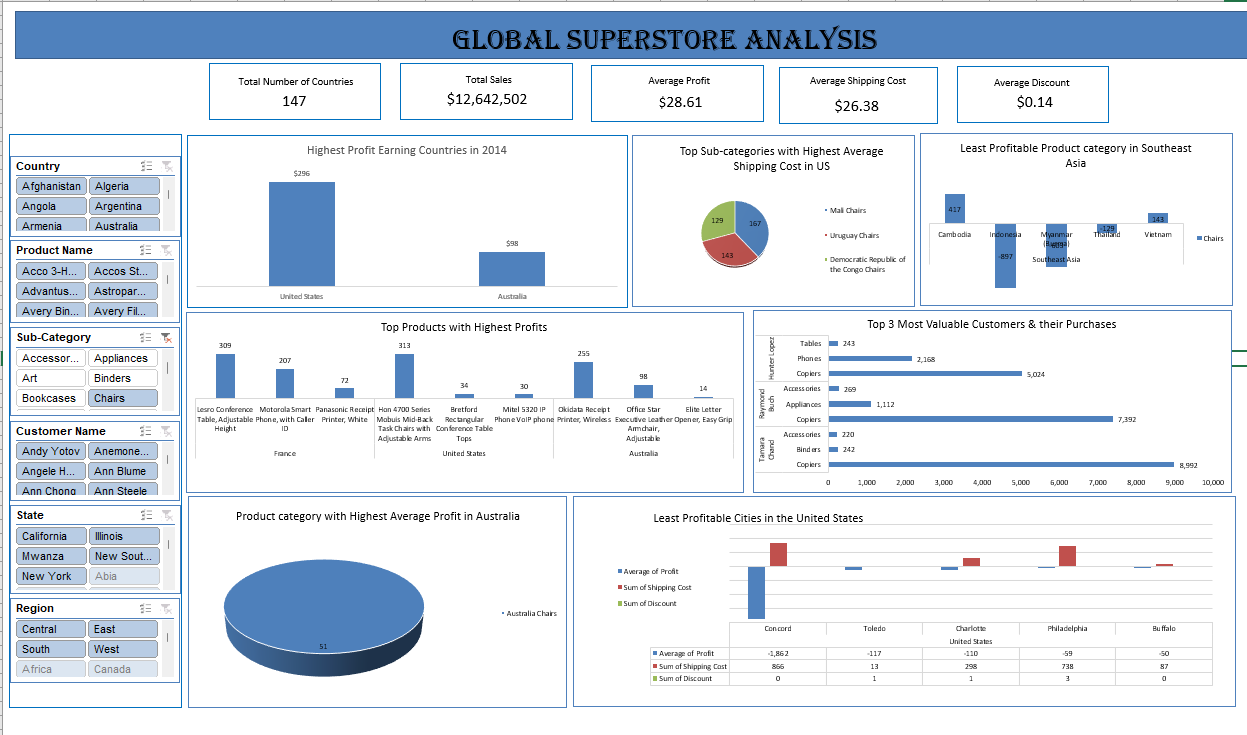 GLOBAL SUPERSTORE ANALYSIS
Total Number of Countries
147
Total Sales
$12,642,502
Average Profit
$28.61
Average Shipping Cost
$26.38
Average Discount
$0.14
Country
Afghanistan Algeria
Angola Argentina
Armenia Australia
Product Name
Acco 3-H... Accos St...
Advantus... Astropar...
Avery Bin... Avery Fil...
Sub-Category
Accessor... Appliances
Art Binders
Bookcases Chairs
Customer Name
Andy Yotov Anemone...
Angele H... Ann Blume
Ann Chong Ann Steele
State
California Illinois
Mwanza New Sout...
New York Abia
Region
Central East
South West
Africa Canada
Highest Profit Earning Countries in 2014
$296
$98
United States Australia
Top Sub-categories with Highest Average
Shipping Cost in US
129 167
143
Mali Chairs
Uruguay Chairs
Democratic Republic of
the Congo Chairs
Least Profitable Product category in Southeast
Asia
417
143
-129
-897
Cambodia Indonesia Myanmar Thailand Vietnam
(Burma)
Southeast Asia
Chairs
Top Products with Highest Profits
309 207 72 313 34 30 255 98 14
Lesro Conference
Table, Adjustable
Height
Motorola Smart
Phone, with Caller
ID
Panasonic Receipt
Printer, White
Hon 4700 Series
Mobuis Mid-Back
Task Chairs with
Adjustable Arms
Bretford
Rectangular
Conference Table
Tops
Mitel 5320 IP
Phone VoIP phone
Okidata Receipt
Printer, Wireless
Office Star
Executive Leather
Armchair,
Adjustable
Elite Letter
Opener, Easy Grip
France United States Australia
Top 3 Most Valuable Customers & their Purchases
Hunter Lopez
Tables 243
Phones 2,168
Copiers 5,024
Raymond
Buch
Accessories 269
Appliances 1,112
Copiers 7,392
Tamara
Chand
Accessories 220
Binders 242
Copiers 8,992
0 1,000 2,000 3,000 4,000 5,000 6,000 7,000 8,000 9,000 10,000
Product category with Highest Average Profit in Australia
51
Australia Chairs
Least Profitable Cities in the United States
Average of Profit
Sum of Shipping Cost
Sum of Discount
Concord Toledo Charlotte Philadelphia Buffalo
United States
Average of Profit -1,862 -117 -110 -59 -50
Sum of Shipping Cost 866 13 298 738 87
Sum of Discount 0 1 1 3 0